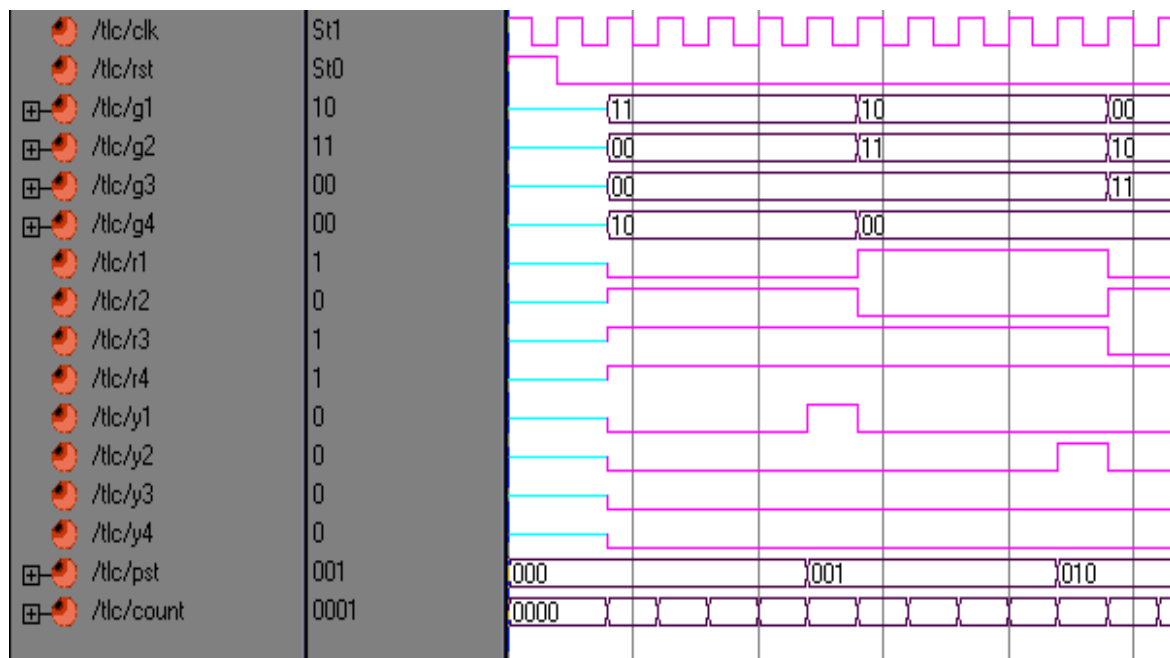 /tlc/clk St1
/tlc/rst St0
/tlc/g1 10 11 10 00
/tlc/g2 11 00 11 10
/tlc/g3 00 00 11
/tlc/g4 00 10 00
/tlc/r1 1
/tlc/r2 0
/tlc/r3 1
/tlc/r4 1
/tlc/y1 0
/tlc/y2 0
/tlc/y3 0
/tlc/y4 0
/tlc/pst 001 000 001 010
/tlc/count 0001 0000